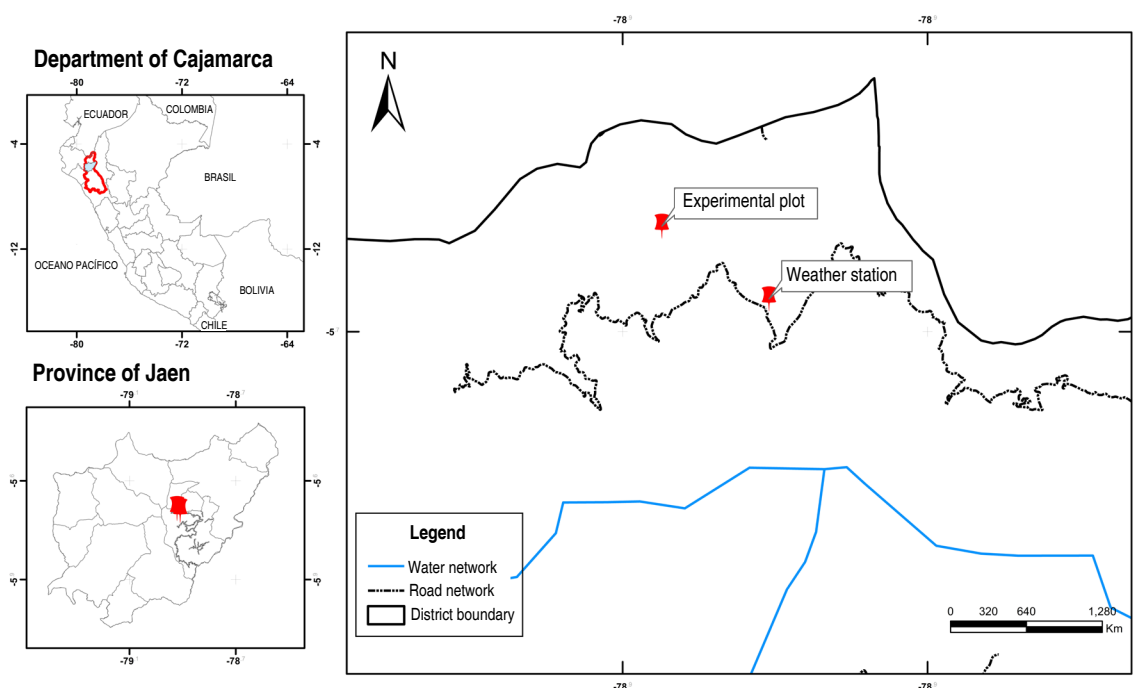 Department of Cajamarca
-80
-72
-64
ECUADOR
COLOMBIA
-4
-4
BRASIL
-12
-12
OCEANO PACÍFICO
BOLIVIA
CHILE
-80
-72
-64
Province of Jaen
-79
-78
-5
-5
-5
-5
-79
-78
-78
-78
N
Experimental plot
Weather station
-5
-5
Legend
Water network
Road network
District boundary
0 320 640 1,280
Km
-78
-78